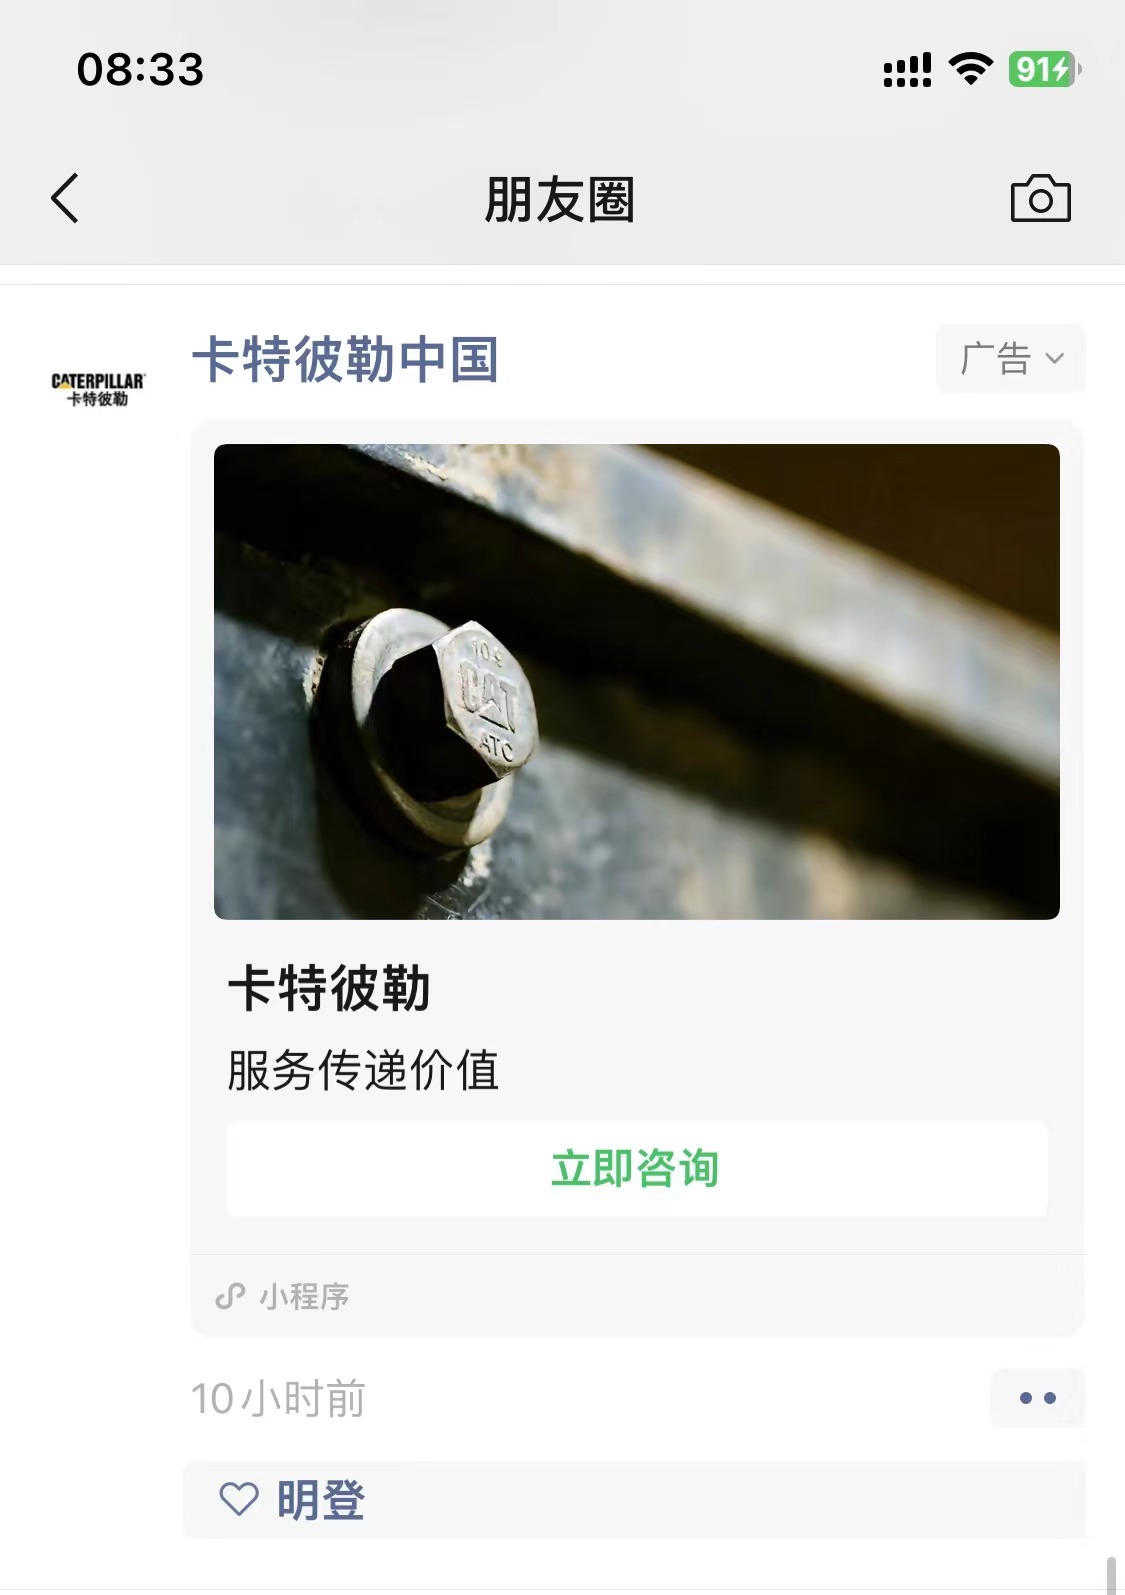 08:33
91
朋友圈
CATERPILLAR
卡特彼勒
卡特彼勒中国
广告
10.9
CAT
ATC
卡特彼勒
服务传递价值
立即咨询
小程序
10小时前
明登